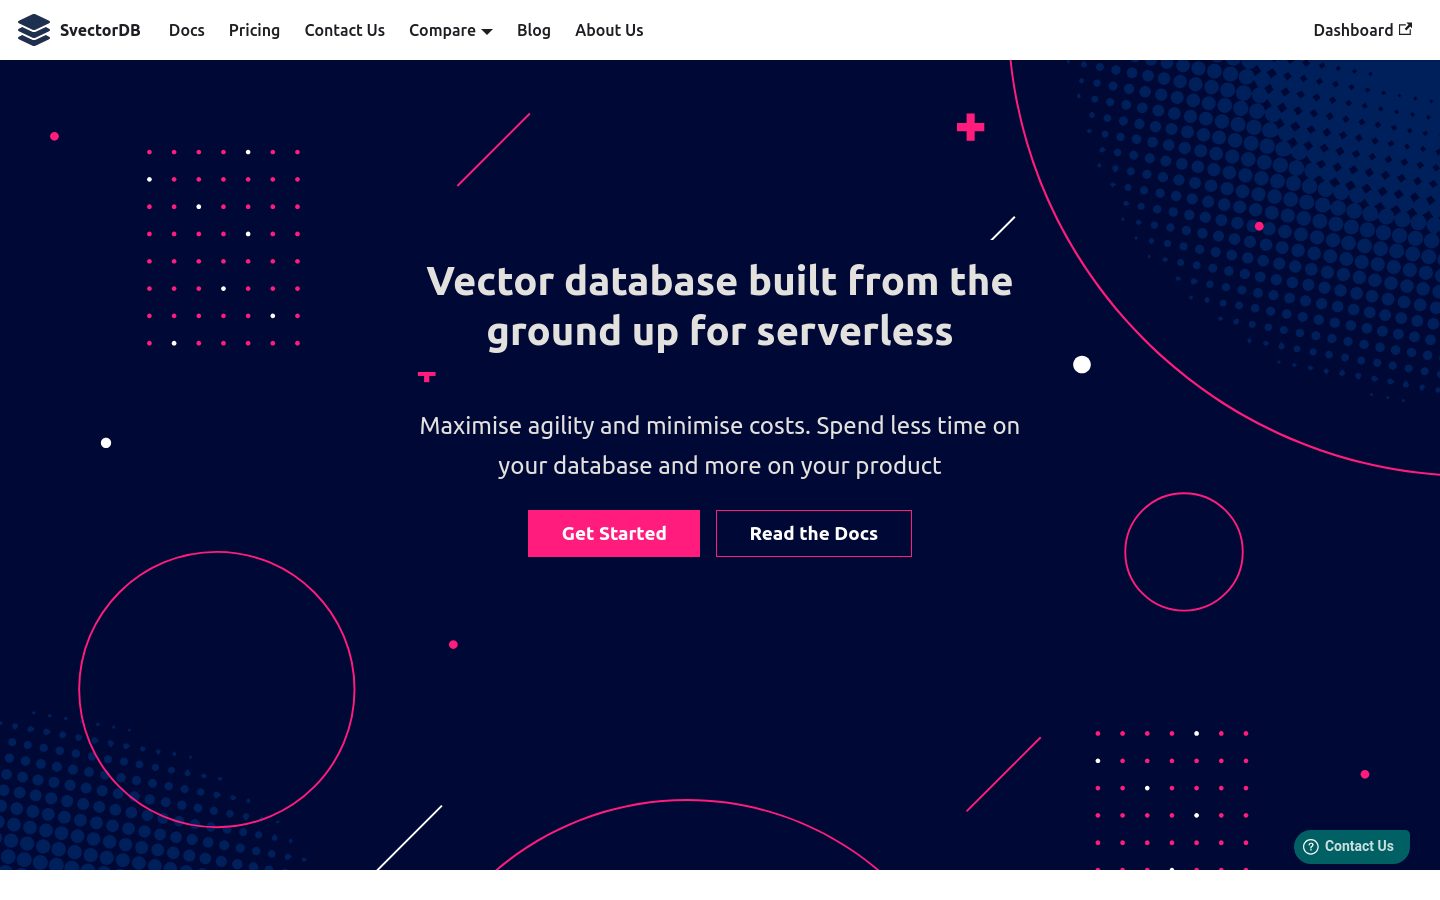 SvectorDB Docs Pricing Contact Us Compare Blog About Us Dashboard
Vector database built from the
ground up for serverless
Maximise agility and minimise costs. Spend less time on
your database and more on your product
Get Started Read the Docs
Contact Us